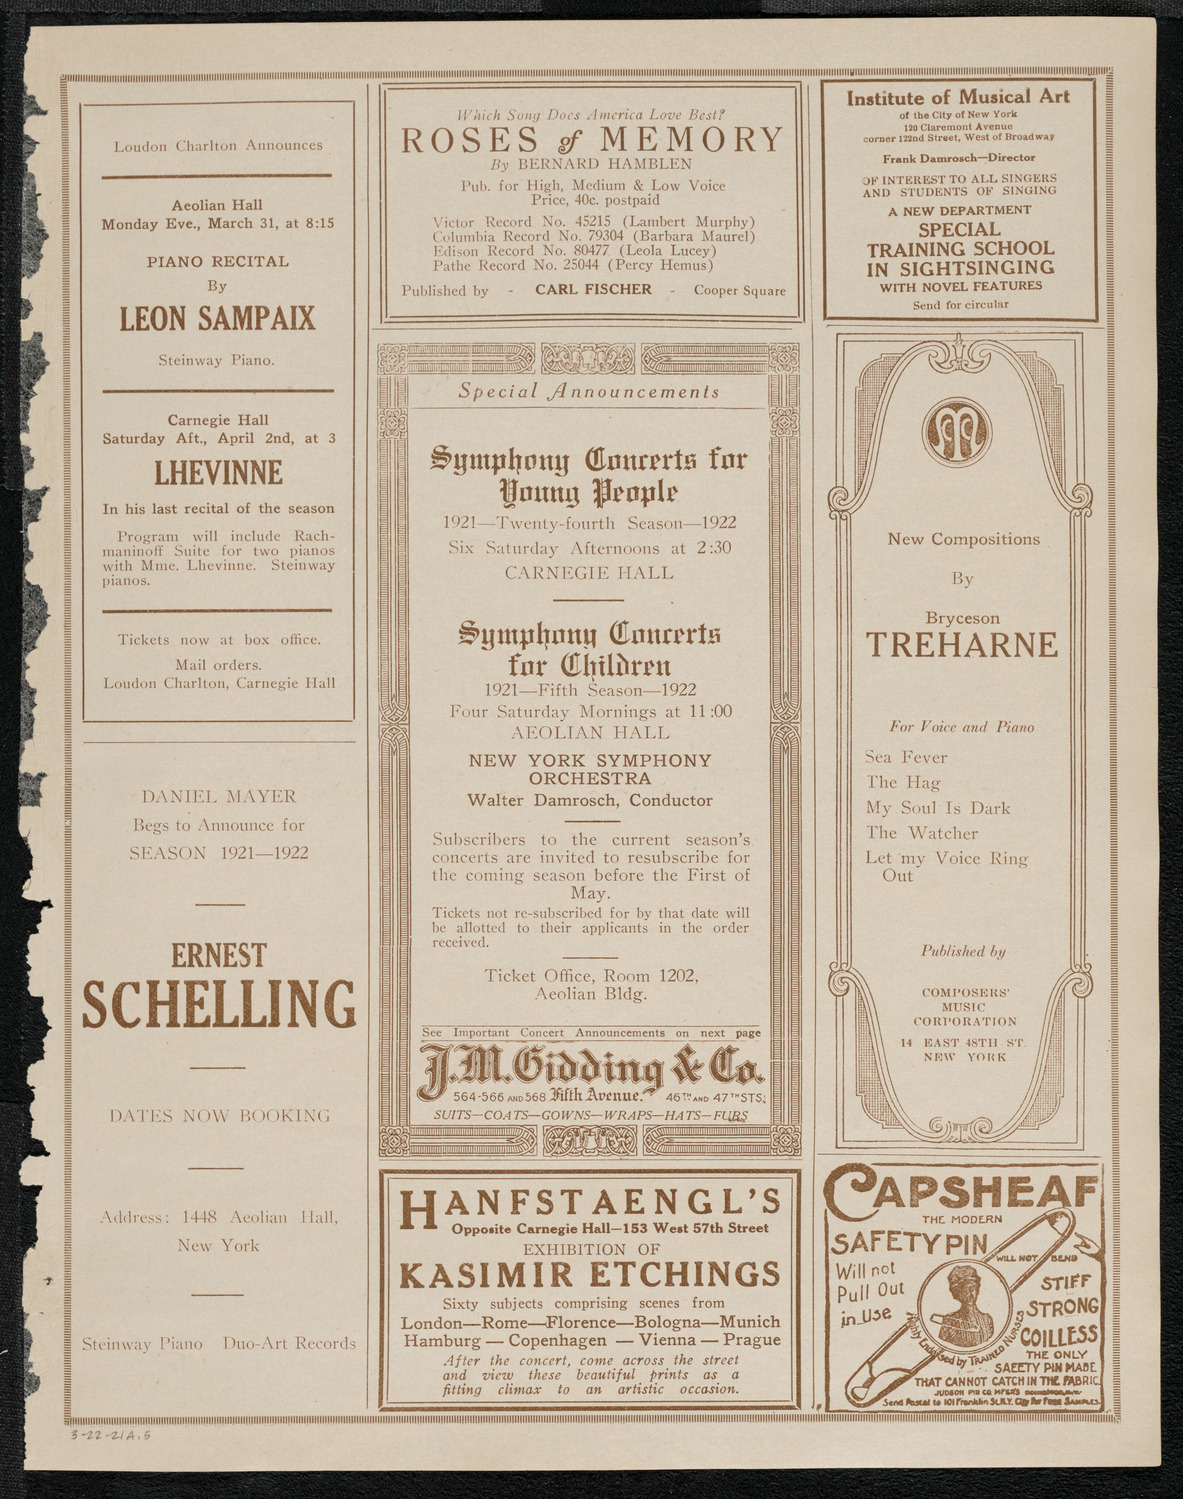 Loudon Charlton Announces
Aeolian Hall
Monday Eve., March 31, at 8:15
PIANO RECITAL
By
LEON SAMPAIX
Steinway Piano.
Carnegie Hall
Saturday Aft., April 2nd, at 3
LHEVINNE
In his last recital of the season
Program will include Rach-
maninoff Suite for two pianos
with Mme. Lhevinne. Steinway
pianos.
Tickets now at box office.
Mail orders.
Loudon Charlton, Carnegie Hall
DANIEL MAYER
Begs to Announce for
SEASON 1921—1922
ERNEST
SCHELLING
DATES NOW BOOKING
Address: 1448 Aeolian Hall,
New York
Steinway Piano Duo-Art Records
Which Song Does America Love Best?
ROSES of MEMORY
By BERNARD HAMBLEN
Pub. for High, Medium & Low Voice
Price, 40c. postpaid
Victor Record No. 45215 (Lambert Murphy)
Columbia Record No. 79304 (Barbara Maurel)
Edison Record No. 80477 (Leola Lucey)
Pathe Record No. 25044 (Percy Hemus)
Published by - CARL FISCHER - Cooper Square
Special Announcements
Symphony Concerts for
Young People
1921—Twenty-fourth Season—1922
Six Saturday Afternoons at 2:30
CARNEGIE HALL
Symphony Concerts
for Children
1921—Fifth Season—1922
Four Saturday Mornings at 11:00
AEOLIAN HALL
NEW YORK SYMPHONY
ORCHESTRA
Walter Damrosch, Conductor
Subscribers to the current season's
concerts are invited to resubscribe for
the coming season before the First of
May.
Tickets not re-subscribed for by that date will
be allotted to their applicants in the order
received.
Ticket Office, Room 1202,
Aeolian Bldg.
See Important Concert Announcements on next page
J.M. Gidding & Co.
564-566 AND 568 Fifth Avenue. 46TH AND 47TH STS.
SUITS—COATS—GOWNS—WRAPS—HATS—FURS
HANFSTAENGL'S
Opposite Carnegie Hall—153 West 57th Street
EXHIBITION OF
KASIMIR ETCHINGS
Sixty subjects comprising scenes from
London—Rome—Florence—Bologna—Munich
Hamburg — Copenhagen — Vienna — Prague
After the concert, come across the street
and view these beautiful prints as a
fitting climax to an artistic occasion.
Institute of Musical Art
of the City of New York
120 Claremont Avenue
corner 122nd Street, West of Broadway
Frank Damrosch—Director
OF INTEREST TO ALL SINGERS
AND STUDENTS OF SINGING
A NEW DEPARTMENT
SPECIAL
TRAINING SCHOOL
IN SIGHTSINGING
WITH NOVEL FEATURES
Send for circular
New Compositions
By
Bryceson
TREHARNE
For Voice and Piano
Sea Fever
The Hag
My Soul Is Dark
The Watcher
Let my Voice Ring
Out
Published by
COMPOSERS'
MUSIC
CORPORATION
14 EAST 48TH ST.
NEW YORK
CAPSHEAF
THE MODERN
SAFETY PIN
WILL NOT BEND
Will not
Pull Out
in Use
STIFF
STRONG
COILLESS
Highly Endorsed by TRAINED NURSES
THE ONLY
SAFETY PIN MADE
THAT CANNOT CATCH IN THE FABRIC.
JUDSON PIN CO. MFGR'S
Send Postal to 101 Franklin St. N.Y. City for Free SAMPLES
3-22-21A.5